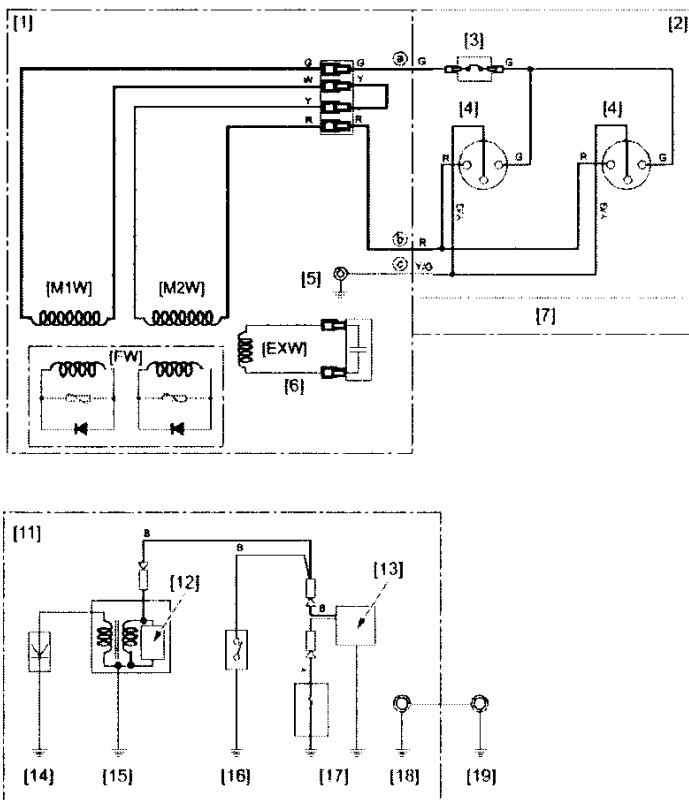 [1]
[2]
[3]
G G ⓐ G G
W Y
Y
R R
[4] [4]
R G R G
Y/G Y/G
ⓑ R
ⓒ Y/G
[5]
[M1W] [M2W]
[7]
[FW]
[EXW]
[6]
[11]
B
B
[12]
[13]
B
[14] [15] [16] [17] [18] [19]